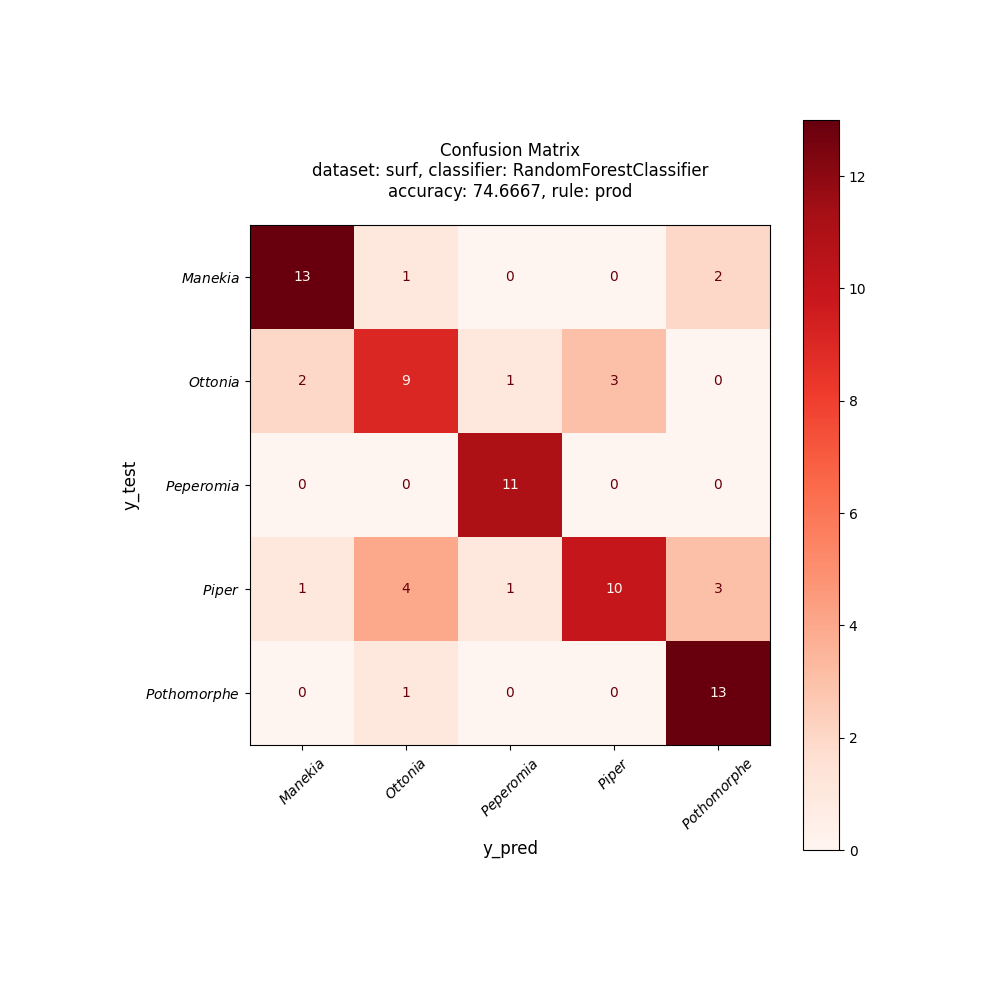 Confusion Matrix
dataset: surf, classifier: RandomForestClassifier
accuracy: 74.6667, rule: prod
y_test
Manekia 13 1 0 0 2
Ottonia 2 9 1 3 0
Peperomia 0 0 11 0 0
Piper 1 4 1 10 3
Pothomorphe 0 1 0 0 13
Manekia Ottonia Peperomia Piper Pothomorphe
y_pred
12
10
8
6
4
2
0